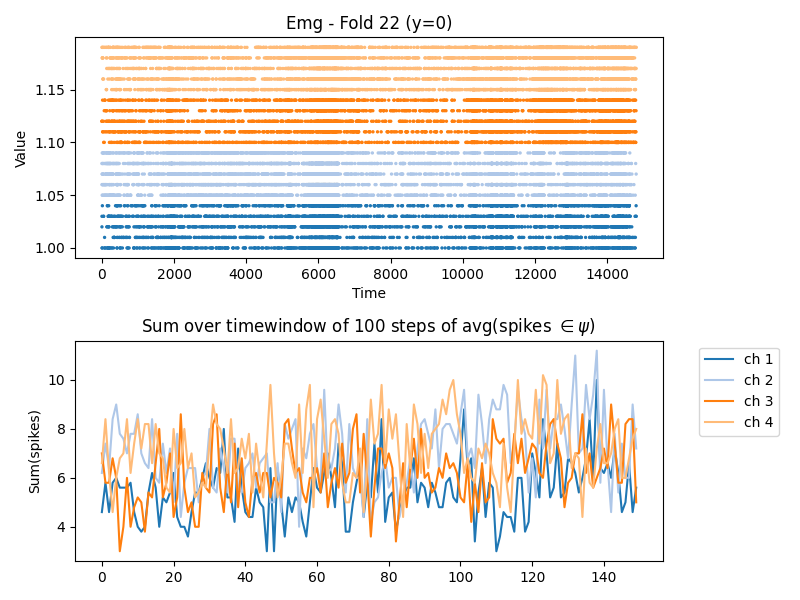 Emg - Fold 22 (y=0)
Value
1.15
1.10
1.05
1.00
0 2000 4000 6000 8000 10000 12000 14000
Time
Sum over timewindow of 100 steps of avg(spikes ∈ψ)
Sum(spikes)
10
8
6
4
0 20 40 60 80 100 120 140
ch 1
ch 2
ch 3
ch 4